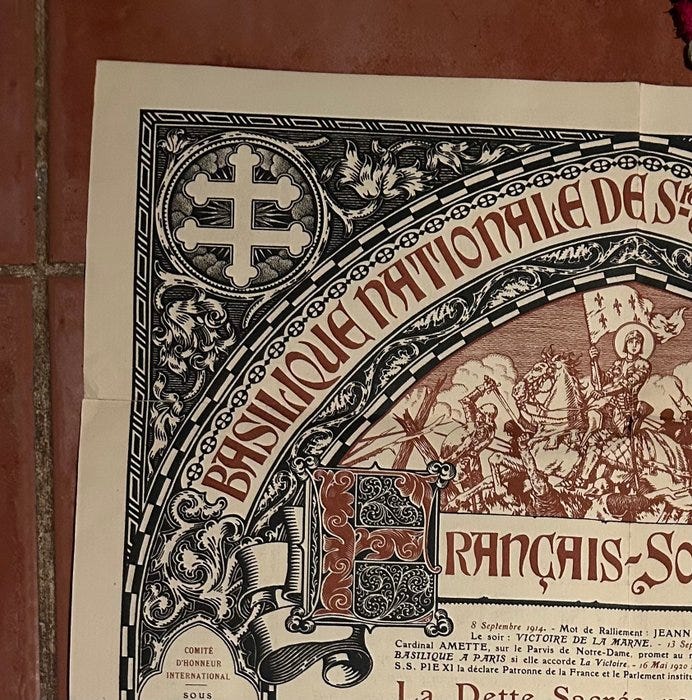 BASILIQUE NATIONALE DE Ste
FRANÇAIS-SO
8 Septembre 1914. - Mot de Ralliement : JEANN
Le soir : VICTOIRE DE LA MARNE. - 13 Sep
Cardinal AMETTE, sur le Parvis de Notre-Dame, promet au n
BASILIQUE A PARIS si elle accorde La Victoire. - 16 Mai 1920
S.S. PIE XI la déclare Patronne de la France et le Parlement instit
COMITÉ
D'HONNEUR
INTERNATIONAL
SOUS
La Dette Sacrée